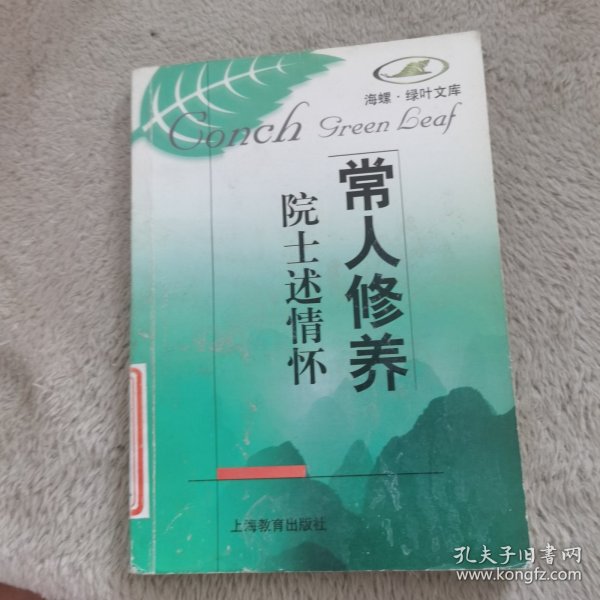 海螺·绿叶文库
Conch Green Leaf
常人修养
院士述情怀
上海教育出版社
孔夫子旧书网
www.kongfz.com